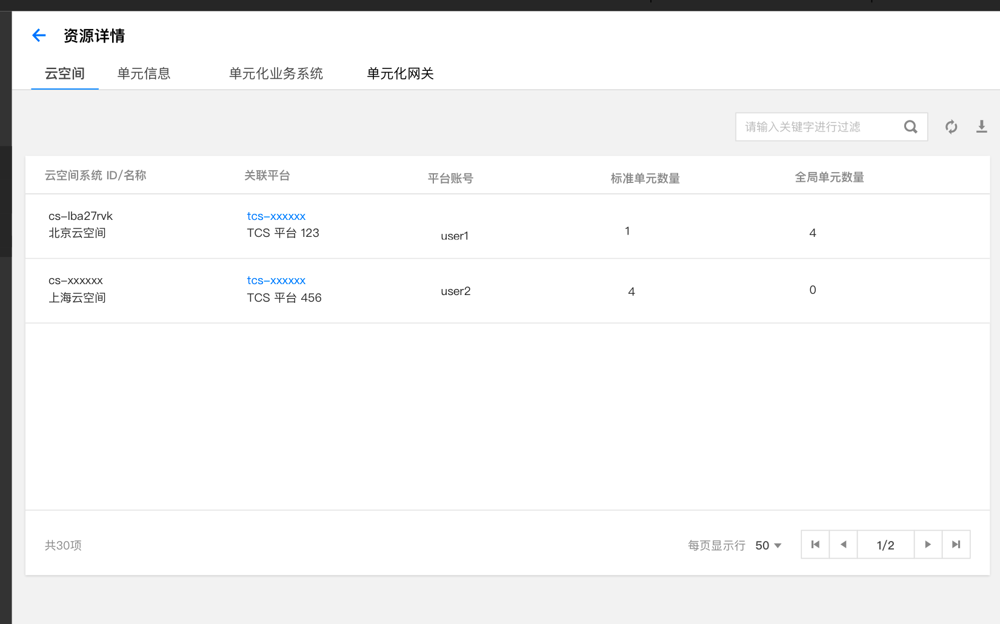 资源详情
云空间 单元信息 单元化业务系统 单元化网关
请输入关键字进行过滤
云空间系统 ID/名称 关联平台 平台账号 标准单元数量 全局单元数量
cs-lba27rvk tcs-xxxxxx
北京云空间 TCS 平台 123 user1 1 4
cs-xxxxxx tcs-xxxxxx
上海云空间 TCS 平台 456 user2 4 0
共30项 每页显示行 50 1/2